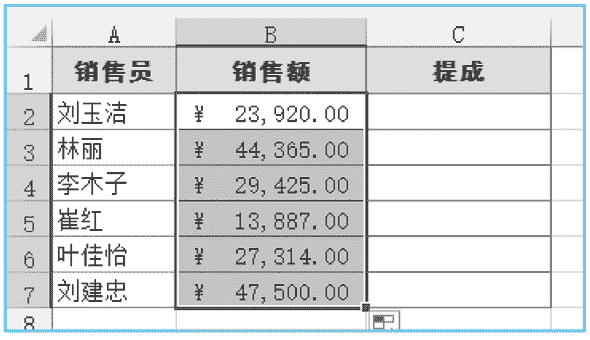 A B C
1 销售员 销售额 提成
2 刘玉洁 ¥ 23,920.00
3 林丽 ¥ 44,365.00
4 李木子 ¥ 29,425.00
5 崔红 ¥ 13,887.00
6 叶佳怡 ¥ 27,314.00
7 刘建忠 ¥ 47,500.00
8